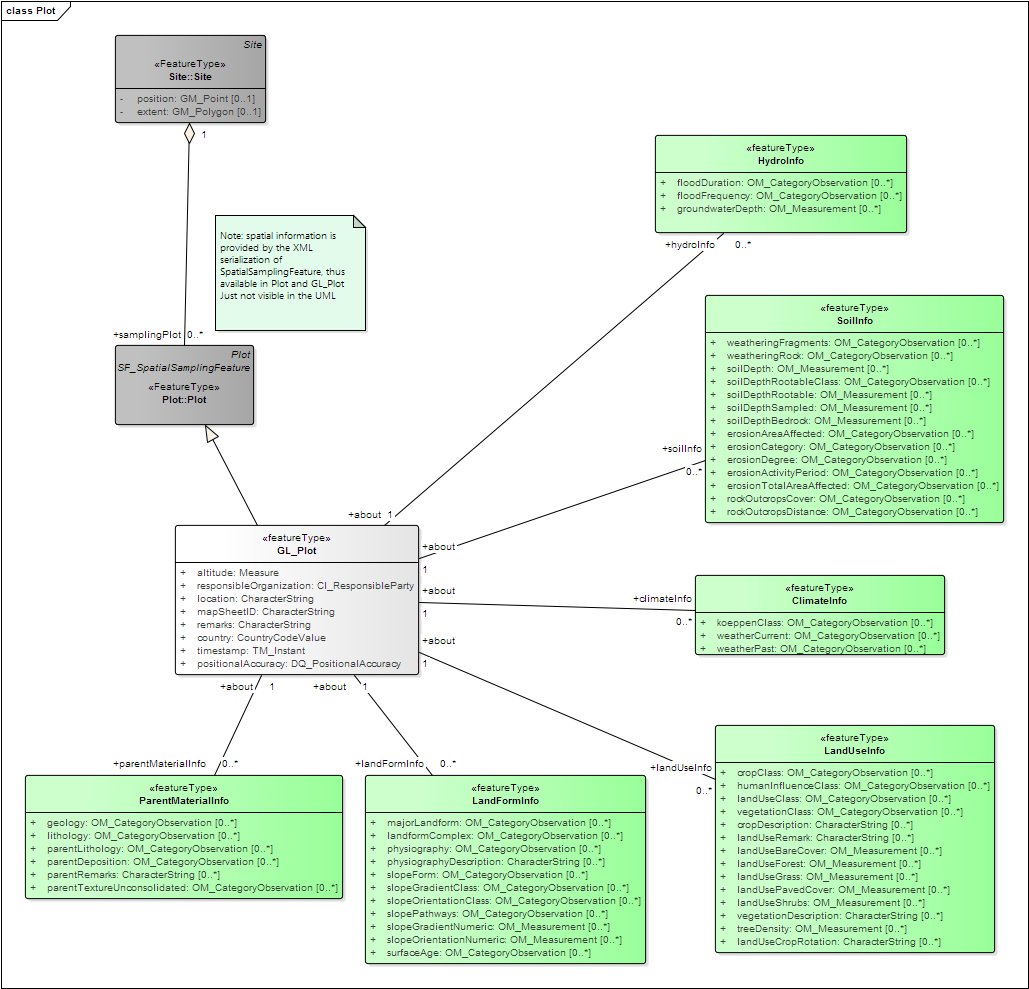 class Plot
Site
«FeatureType»
Site::Site
- position: GM_Point [0..1]
- extent: GM_Polygon [0..1]
1
Note: spatial information is
provided by the XML
serialization of
SpatialSamplingFeature, thus
available in Plot and GL_Plot
Just not visible in the UML
+samplingPlot 0..*
Plot
SF_SpatialSamplingFeature
«FeatureType»
Plot::Plot
«featureType»
HydroInfo
+ floodDuration: OM_CategoryObservation [0..*]
+ floodFrequency: OM_CategoryObservation [0..*]
+ groundwaterDepth: OM_Measurement [0..*]
+hydroInfo 0..*
«featureType»
SoilInfo
+ weatheringFragments: OM_CategoryObservation [0..*]
+ weatheringRock: OM_CategoryObservation [0..*]
+ soilDepth: OM_Measurement [0..*]
+ soilDepthRootableClass: OM_CategoryObservation [0..*]
+ soilDepthRootable: OM_Measurement [0..*]
+ soilDepthSampled: OM_Measurement [0..*]
+ soilDepthBedrock: OM_Measurement [0..*]
+ erosionAreaAffected: OM_CategoryObservation [0..*]
+ erosionCategory: OM_CategoryObservation [0..*]
+ erosionDegree: OM_CategoryObservation [0..*]
+ erosionActivityPeriod: OM_CategoryObservation [0..*]
+ erosionTotalAreaAffected: OM_CategoryObservation [0..*]
+ rockOutcropsCover: OM_CategoryObservation [0..*]
+ rockOutcropsDistance: OM_CategoryObservation [0..*]
+soilInfo
0..*
+about 1
«featureType»
GL_Plot
+ altitude: Measure
+ responsibleOrganization: CI_ResponsibleParty
+ location: CharacterString
+ mapSheetID: CharacterString
+ remarks: CharacterString
+ country: CountryCodeValue
+ timestamp: TM_Instant
+ positionalAccuracy: DQ_PositionalAccuracy
+about
1
+about
1
+about
1
+climateInfo
0..*
«featureType»
ClimateInfo
+ koeppenClass: OM_CategoryObservation [0..*]
+ weatherCurrent: OM_CategoryObservation [0..*]
+ weatherPast: OM_CategoryObservation [0..*]
+about 1
+about 1
+parentMaterialInfo 0..*
+landFormInfo 0..*
+landUseInfo
0..*
«featureType»
LandUseInfo
+ cropClass: OM_CategoryObservation [0..*]
+ humanInfluenceClass: OM_CategoryObservation [0..*]
+ landUseClass: OM_CategoryObservation [0..*]
+ vegetationClass: OM_CategoryObservation [0..*]
+ cropDescription: CharacterString [0..*]
+ landUseRemark: CharacterString [0..*]
+ landUseBareCover: OM_Measurement [0..*]
+ landUseForest: OM_Measurement [0..*]
+ landUseGrass: OM_Measurement [0..*]
+ landUsePavedCover: OM_Measurement [0..*]
+ landUseShrubs: OM_Measurement [0..*]
+ vegetationDescription: CharacterString [0..*]
+ treeDensity: OM_Measurement [0..*]
+ landUseCropRotation: CharacterString [0..*]
«featureType»
ParentMaterialInfo
+ geology: OM_CategoryObservation [0..*]
+ lithology: OM_CategoryObservation [0..*]
+ parentLithology: OM_CategoryObservation [0..*]
+ parentDeposition: OM_CategoryObservation [0..*]
+ parentRemarks: CharacterString [0..*]
+ parentTextureUnconsolidated: OM_CategoryObservation [0..*]
«featureType»
LandFormInfo
+ majorLandform: OM_CategoryObservation [0..*]
+ landformComplex: OM_CategoryObservation [0..*]
+ physiography: OM_CategoryObservation [0..*]
+ physiographyDescription: CharacterString [0..*]
+ slopeForm: OM_CategoryObservation [0..*]
+ slopeGradientClass: OM_CategoryObservation [0..*]
+ slopeOrientationClass: OM_CategoryObservation [0..*]
+ slopePathways: OM_CategoryObservation [0..*]
+ slopeGradientNumeric: OM_Measurement [0..*]
+ slopeOrientationNumeric: OM_Measurement [0..*]
+ surfaceAge: OM_CategoryObservation [0..*]